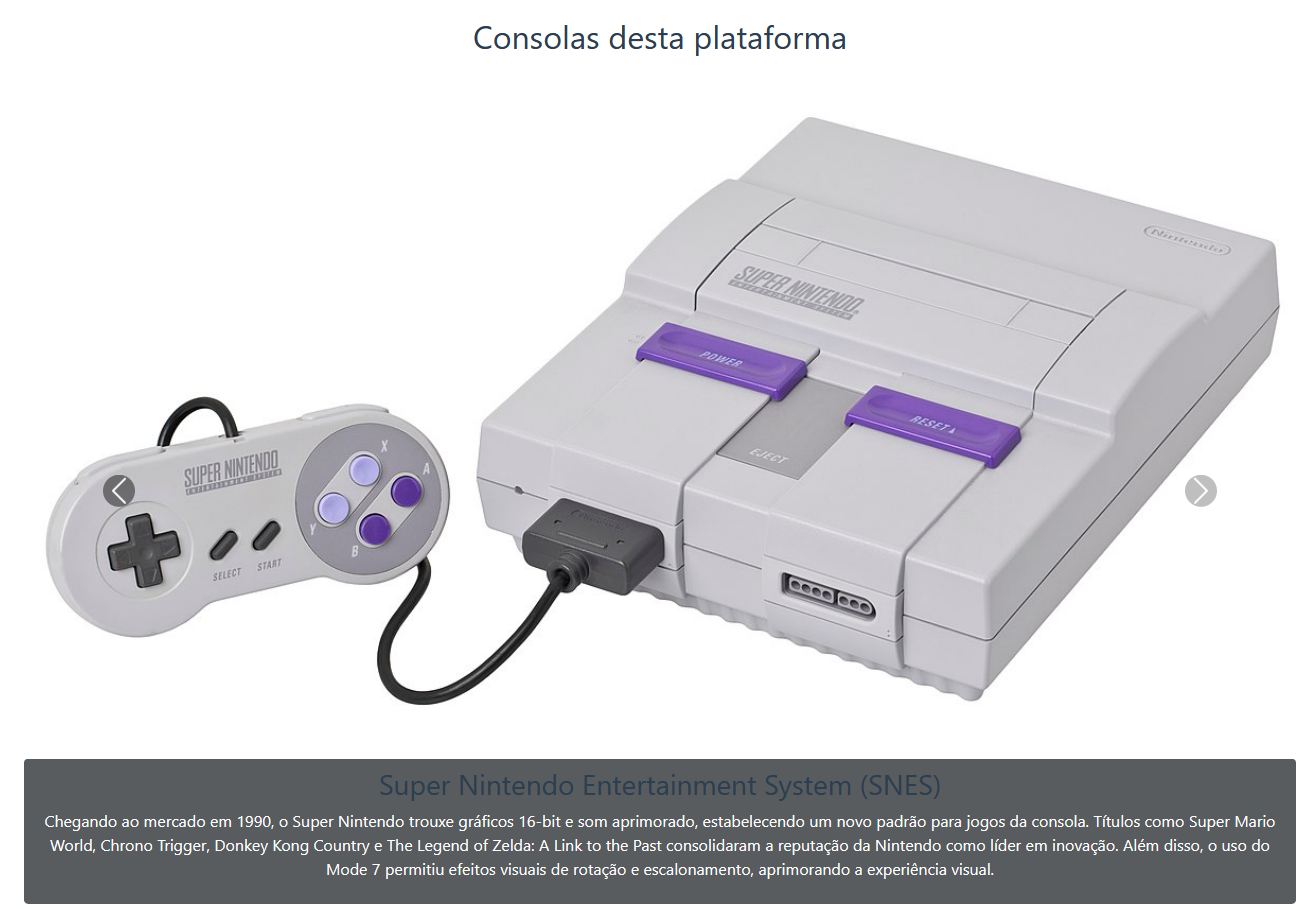 Consolas desta plataforma
Nintendo
SUPER NINTENDO
ENTERTAINMENT SYSTEM
POWER
RESET
EJECT
SUPER NINTENDO
ENTERTAINMENT SYSTEM
X
A
Y
B
SELECT
START
Super Nintendo Entertainment System (SNES)
Chegando ao mercado em 1990, o Super Nintendo trouxe gráficos 16-bit e som aprimorado, estabelecendo um novo padrão para jogos da consola. Títulos como Super Mario
World, Chrono Trigger, Donkey Kong Country e The Legend of Zelda: A Link to the Past consolidaram a reputação da Nintendo como líder em inovação. Além disso, o uso do
Mode 7 permitiu efeitos visuais de rotação e escalonamento, aprimorando a experiência visual.